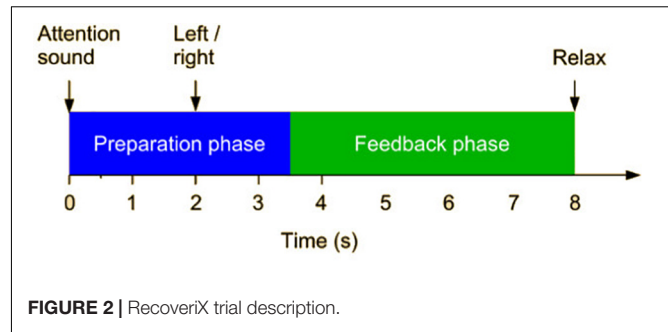 Attention
sound
Left /
right
Relax
Preparation phase
Feedback phase
0 1 2 3 4 5 6 7 8
Time (s)
FIGURE 2 | RecoveriX trial description.